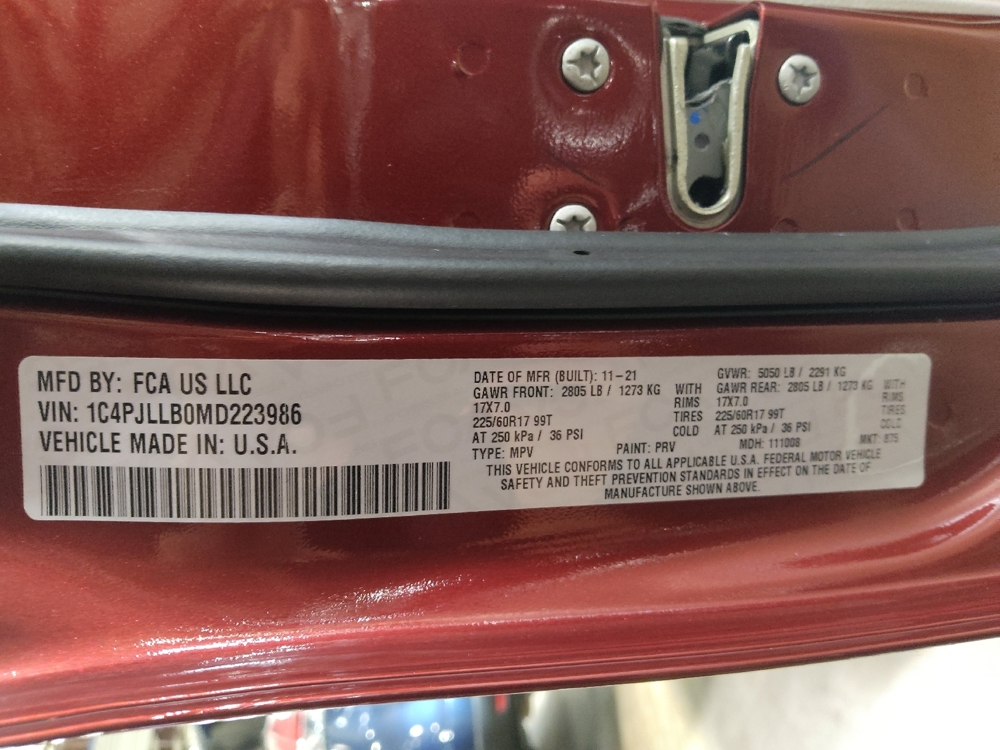 MFD BY: FCA US LLC
VIN: 1C4PJLLB0MD223986
VEHICLE MADE IN: U.S.A.
DATE OF MFR (BUILT): 11-21
GVWR: 5050 LB / 2291 KG
GAWR FRONT: 2805 LB / 1273 KG WITH
17X7.0 RIMS
225/60R17 99T TIRES
AT 250 kPa / 36 PSI COLD
GAWR REAR: 2805 LB / 1273 KG WITH
17X7.0 RIMS
225/60R17 99T TIRES
AT 250 kPa / 36 PSI COLD
TYPE: MPV PAINT: PRV MDH: 111008 MKT: 875
THIS VEHICLE CONFORMS TO ALL APPLICABLE U.S.A. FEDERAL MOTOR VEHICLE
SAFETY AND THEFT PREVENTION STANDARDS IN EFFECT ON THE DATE OF
MANUFACTURE SHOWN ABOVE.